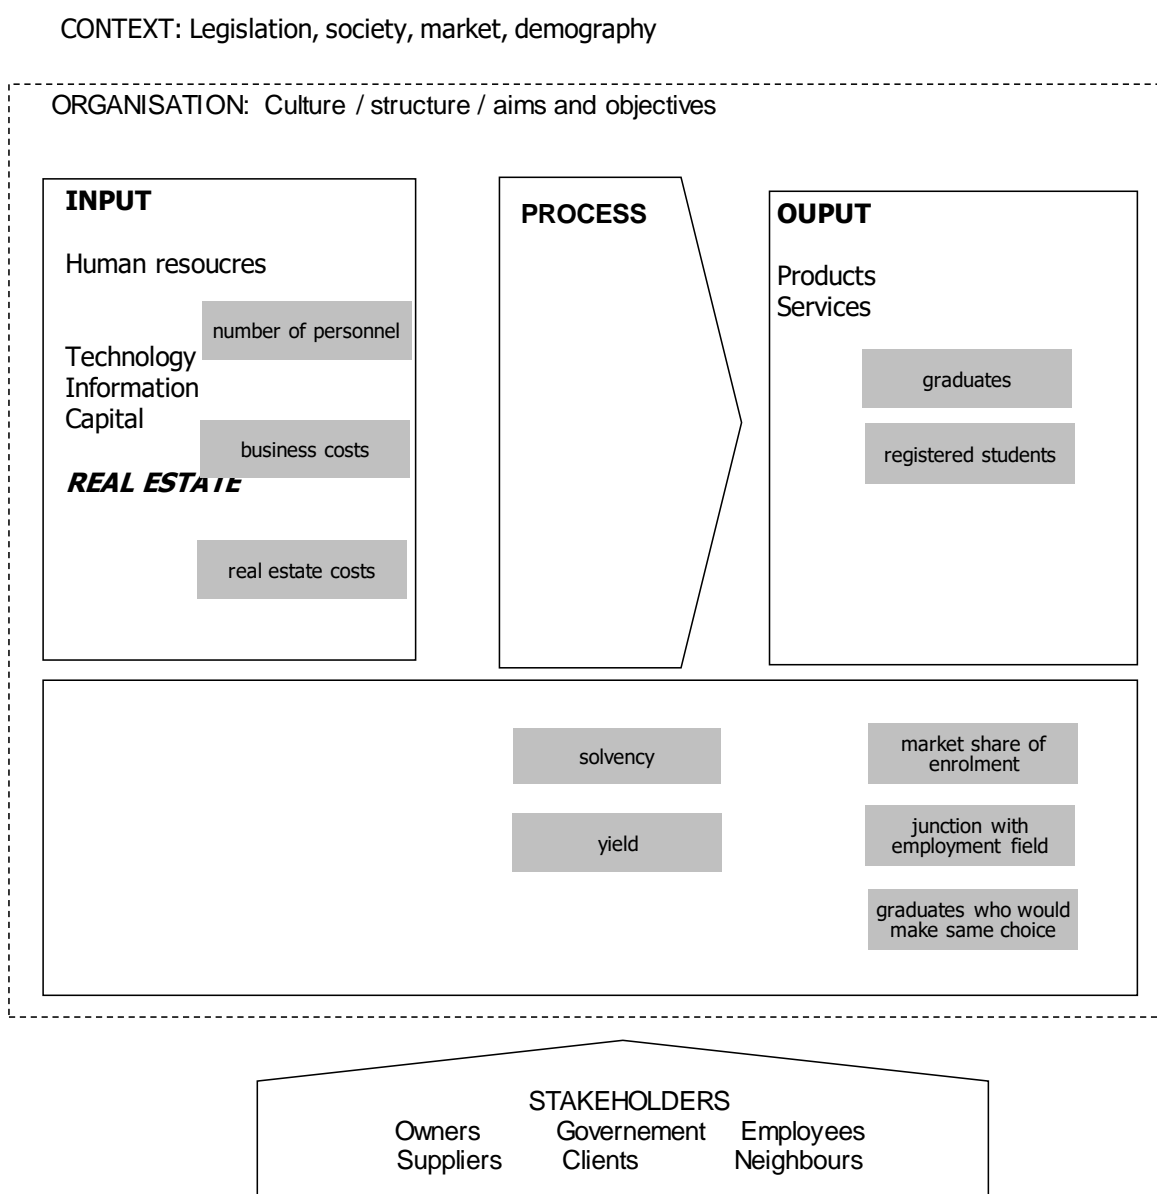 CONTEXT: Legislation, society, market, demography
ORGANISATION: Culture / structure / aims and objectives
INPUT
Human resoucres
number of personnel
Technology
Information
Capital
business costs
REAL ESTATE
real estate costs
PROCESS
OUPUT
Products
Services
graduates
registered students
solvency
yield
market share of
enrolment
junction with
employment field
graduates who would
make same choice
STAKEHOLDERS
Owners Governement Employees
Suppliers Clients Neighbours